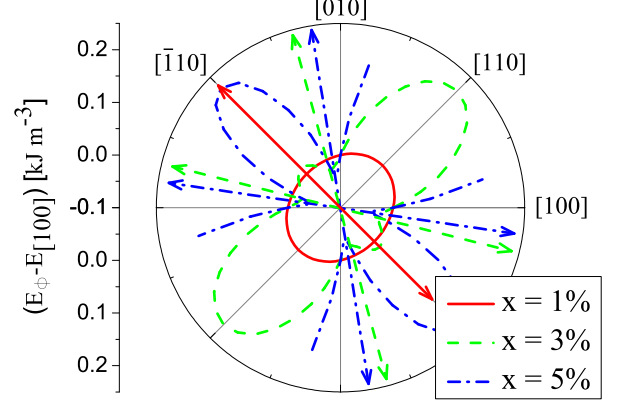 [010]
[1̅10]
[110]
0.2
0.1
0.0
-0.1
0.0
0.1
0.2
[100]
(E_ϕ-E_[100]) [kJ m^-3]
x = 1%
x = 3%
x = 5%